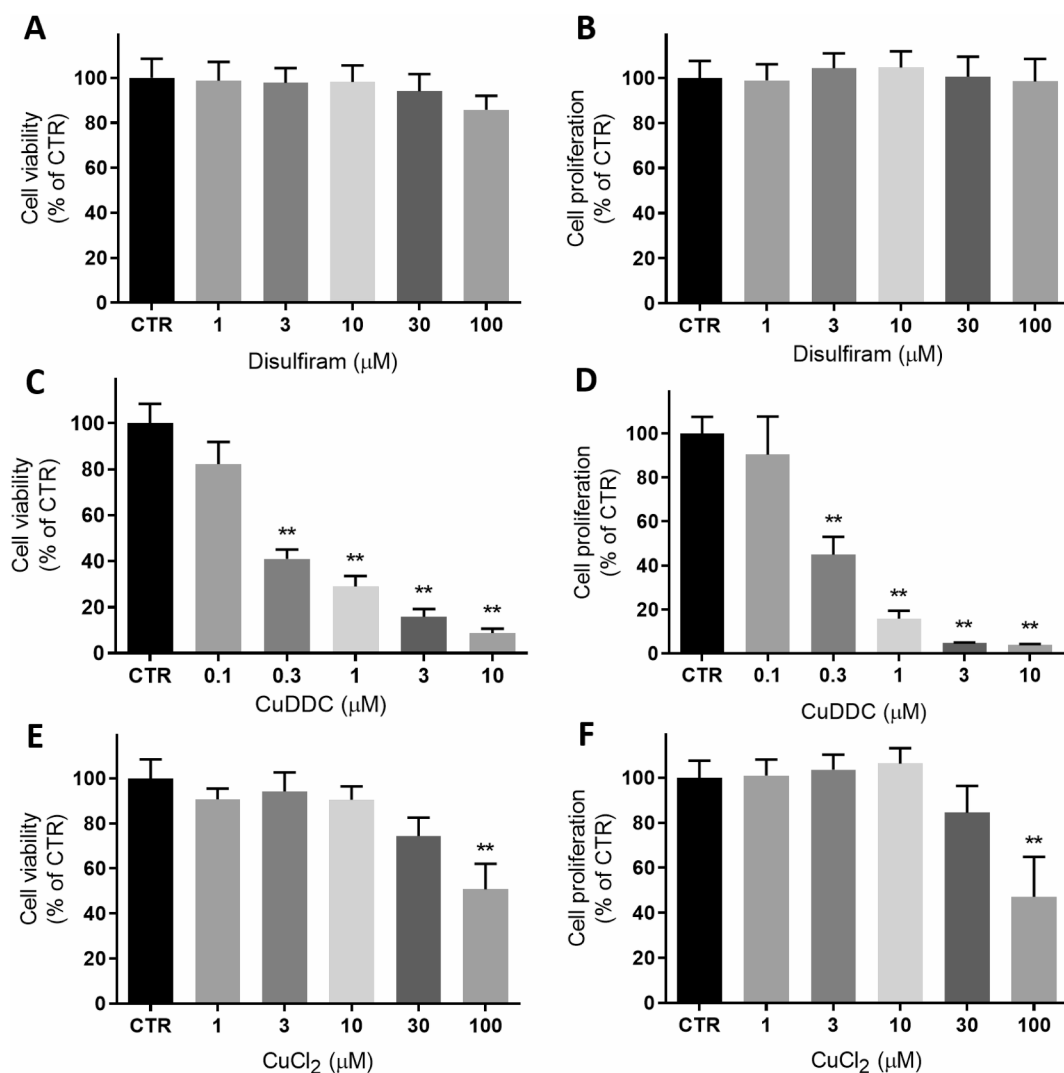 A
Cell viability
(% of CTR)
100
80
60
40
20
0
CTR 1 3 10 30 100
Disulfiram (μM)
B
Cell proliferation
(% of CTR)
100
80
60
40
20
0
CTR 1 3 10 30 100
Disulfiram (μM)
C
Cell viability
(% of CTR)
100
80
60
40
20
0
** ** ** **
CTR 0.1 0.3 1 3 10
CuDDC (μM)
D
Cell proliferation
(% of CTR)
100
80
60
40
20
0
** ** ** **
CTR 0.1 0.3 1 3 10
CuDDC (μM)
E
Cell viability
(% of CTR)
100
80
60
40
20
0
**
CTR 1 3 10 30 100
CuCl₂ (μM)
F
Cell proliferation
(% of CTR)
100
80
60
40
20
0
**
CTR 1 3 10 30 100
CuCl₂ (μM)